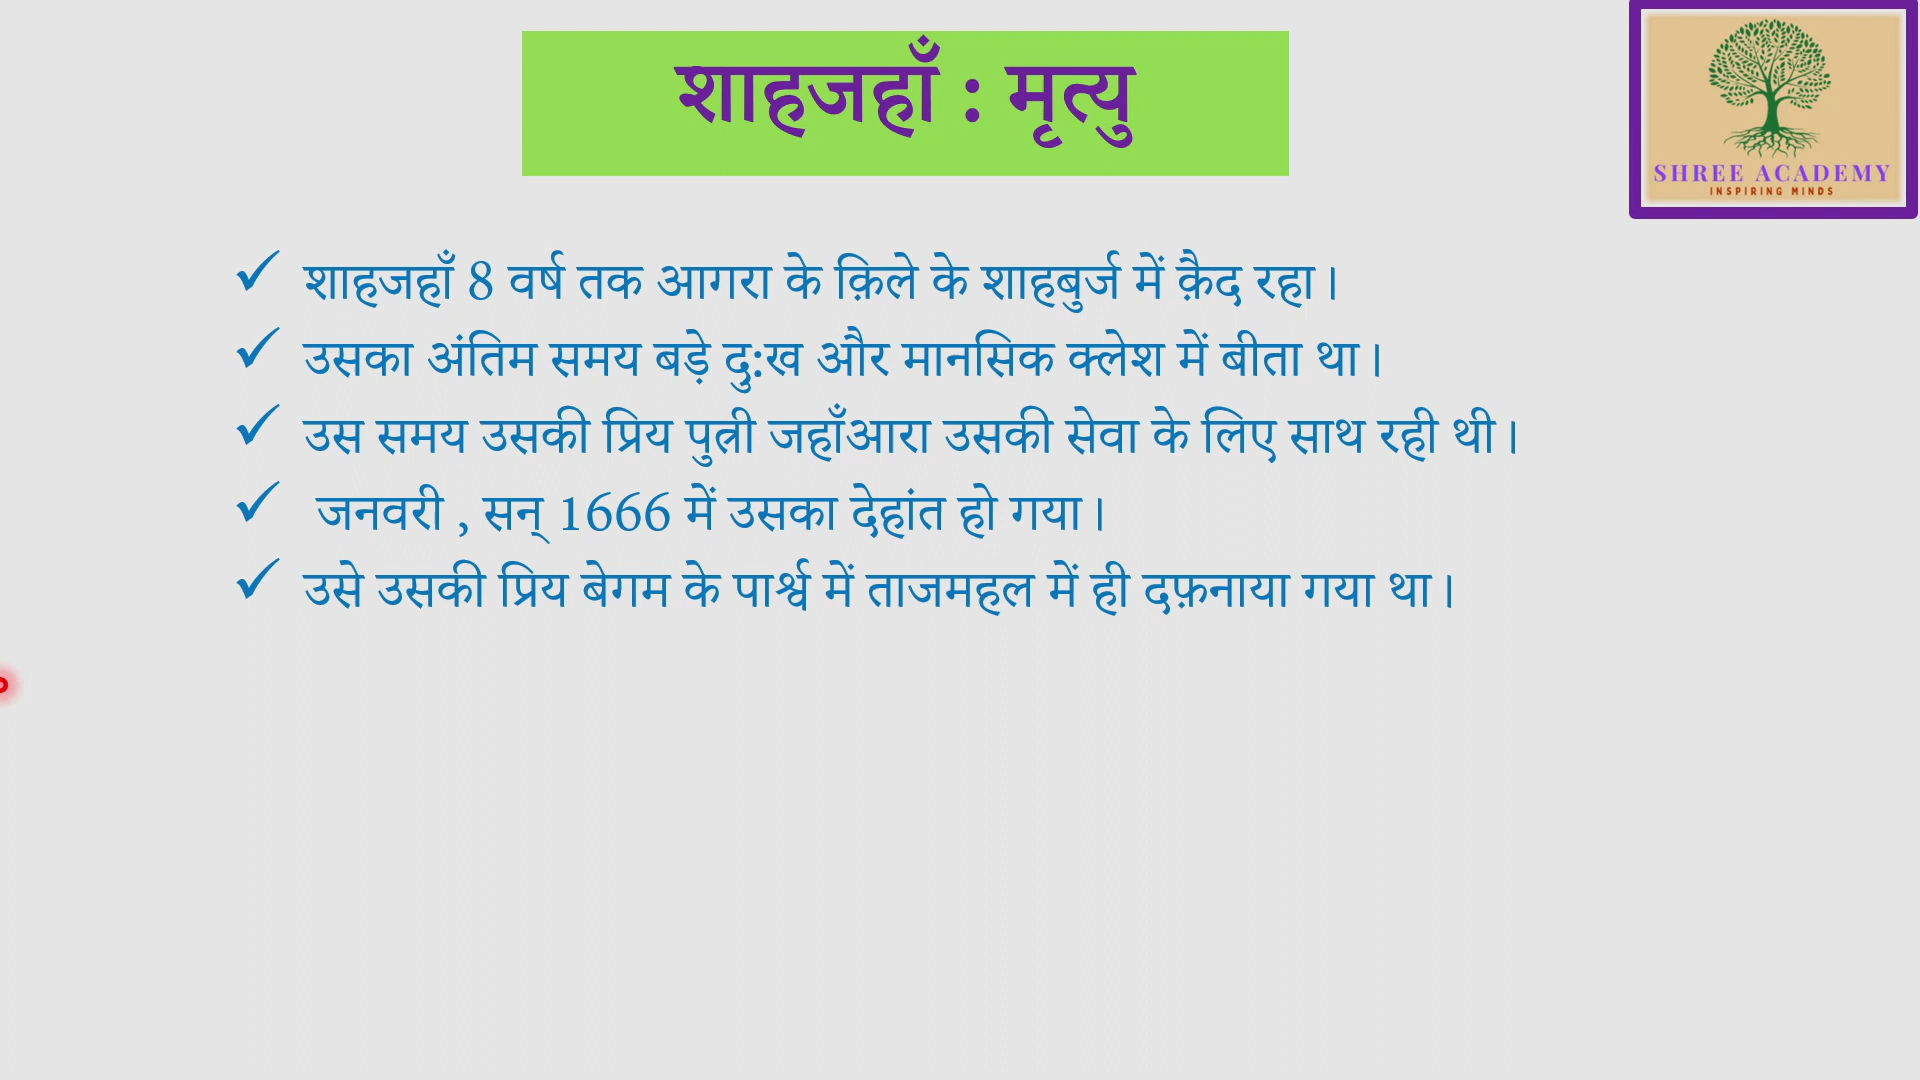 शाहजहाँ : मृत्यु
SHREE ACADEMY
INSPIRING MINDS
✓ शाहजहाँ 8 वर्ष तक आगरा के क़िले के शाहबुर्ज में क़ैद रहा।
✓ उसका अंतिम समय बड़े दु:ख और मानसिक क्लेश में बीता था।
✓ उस समय उसकी प्रिय पुत्री जहाँआरा उसकी सेवा के लिए साथ रही थी।
✓ जनवरी , सन् 1666 में उसका देहांत हो गया।
✓ उसे उसकी प्रिय बेगम के पार्श्व में ताजमहल में ही दफ़नाया गया था।